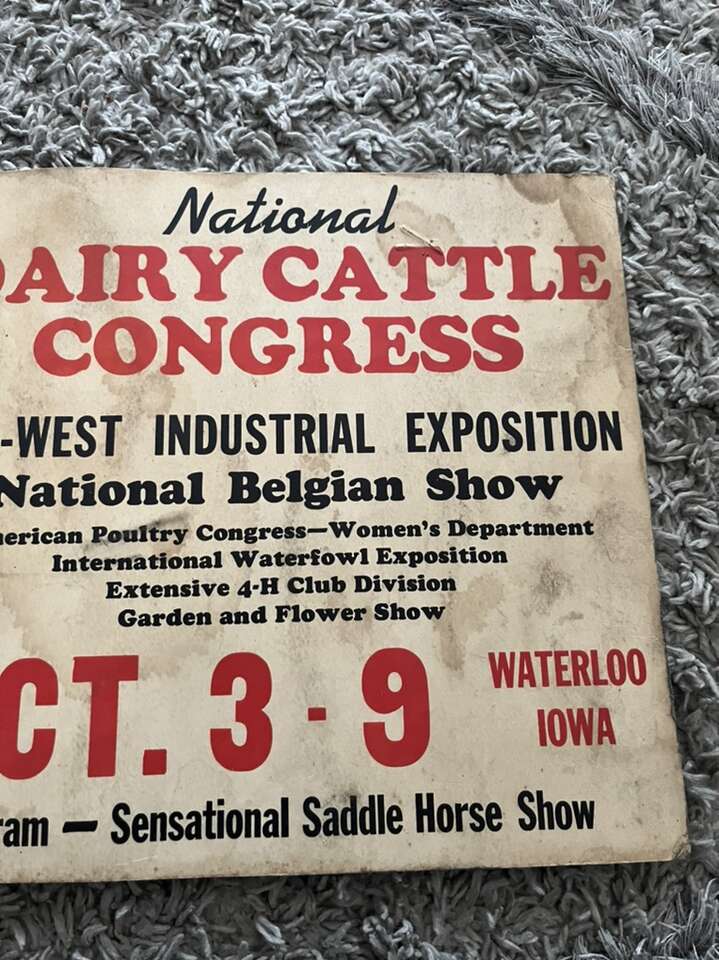 National
DAIRY CATTLE
CONGRESS
-WEST INDUSTRIAL EXPOSITION
National Belgian Show
merican Poultry Congress—Women's Department
International Waterfowl Exposition
Extensive 4-H Club Division
Garden and Flower Show
CT. 3 - 9
WATERLOO
IOWA
ram — Sensational Saddle Horse Show